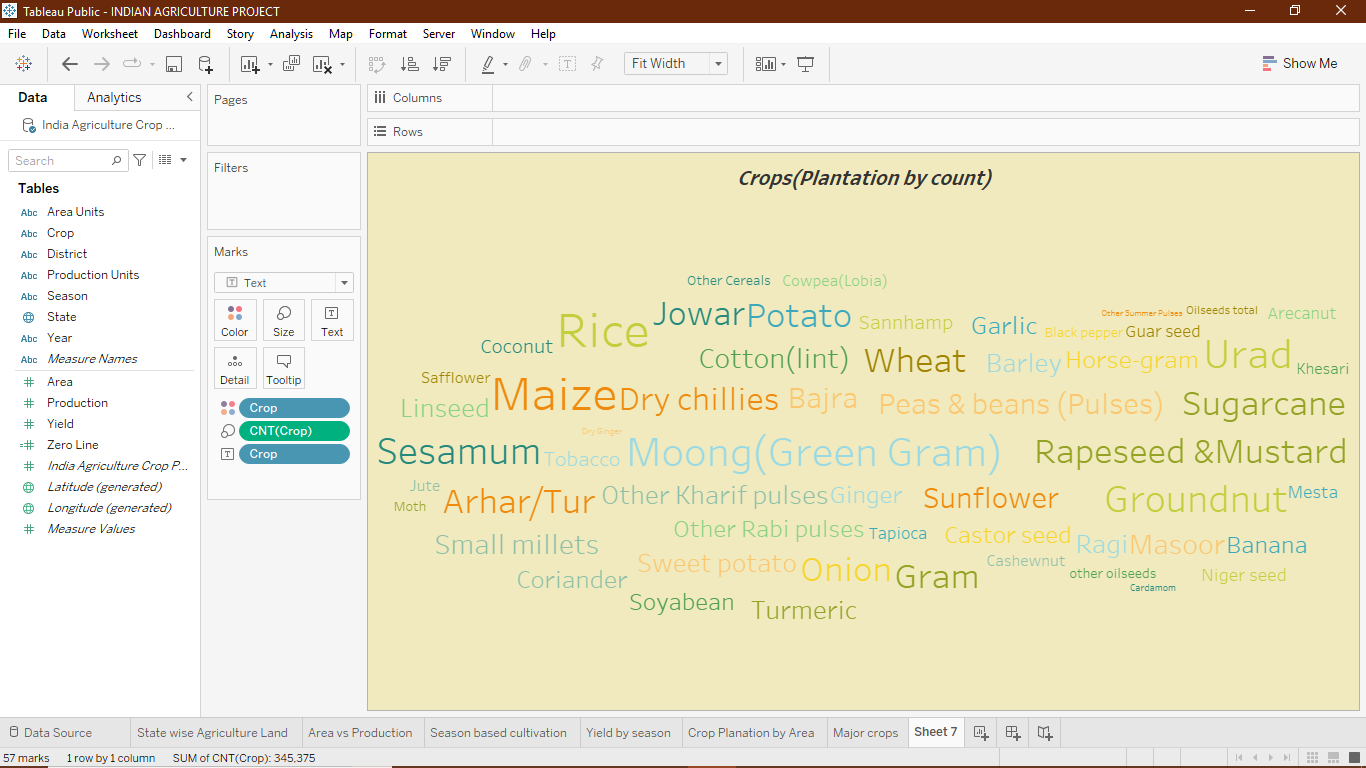 Tableau Public - INDIAN AGRICULTURE PROJECT
File Data Worksheet Dashboard Story Analysis Map Format Server Window Help
Fit Width
Show Me
Data Analytics
India Agriculture Crop ...
Search
Tables
Abc Area Units
Abc Crop
Abc District
Abc Production Units
Abc Season
State
Abc Year
Abc Measure Names
# Area
# Production
# Yield
=# Zero Line
# India Agriculture Crop P...
Latitude (generated)
Longitude (generated)
# Measure Values
Pages
Filters
Marks
Text
Color Size Text
Detail Tooltip
Crop
CNT(Crop)
Crop
Columns
Rows
Crops(Plantation by count)
Other Cereals Cowpea(Lobia)
Rice Jowar Potato Sannhamp Garlic Other Summer Pulses Oilseeds total Arecanut
Black pepper Guar seed
Coconut Cotton(lint) Wheat Barley Horse-gram Urad Khesari
Safflower Maize Dry chillies Bajra Peas & beans (Pulses) Sugarcane
Linseed
Dry Ginger
Sesamum Tobacco Moong(Green Gram) Rapeseed &Mustard
Jute Arhar/Tur Other Kharif pulses Ginger Sunflower Groundnut Mesta
Moth
Other Rabi pulses Tapioca Castor seed
Small millets Ragi Masoor Banana
Sweet potato Onion Gram Cashewnut other oilseeds Niger seed
Coriander Cardamom
Soyabean Turmeric
Data Source State wise Agriculture Land Area vs Production Season based cultivation Yield by season Crop Planation by Area Major crops Sheet 7
57 marks 1 row by 1 column SUM of CNT(Crop): 345,375